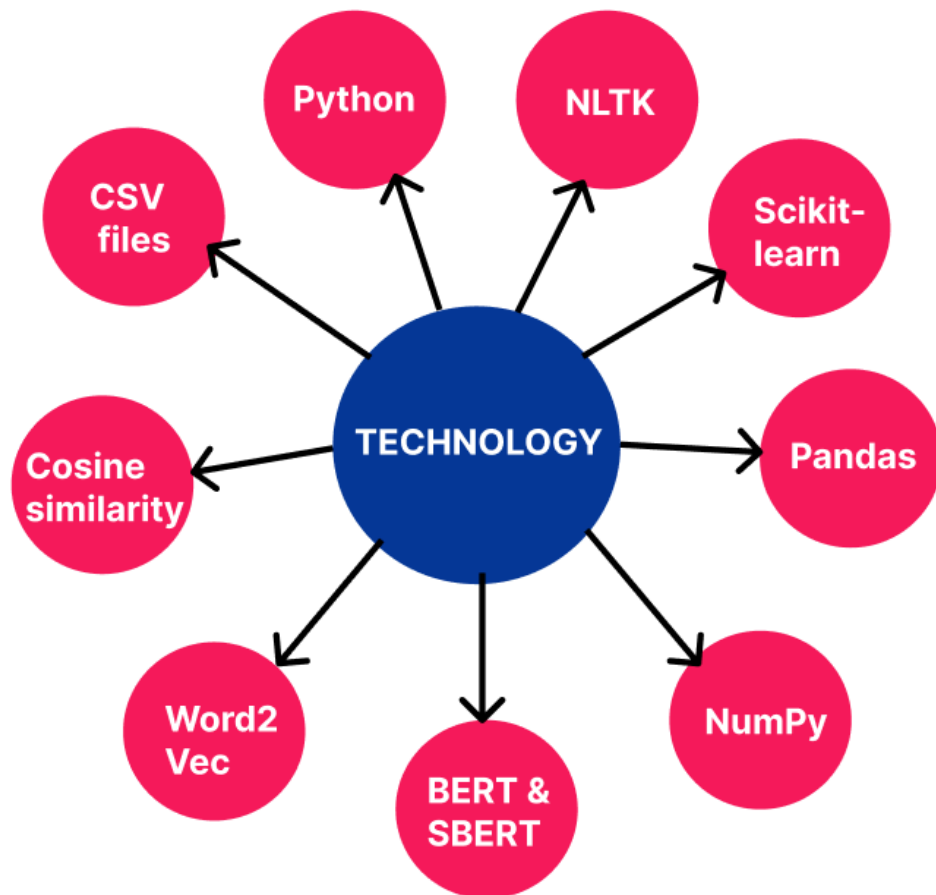 Python
NLTK
CSV
files
Scikit-
learn
TECHNOLOGY
Pandas
Cosine
similarity
Word2
Vec
NumPy
BERT &
SBERT